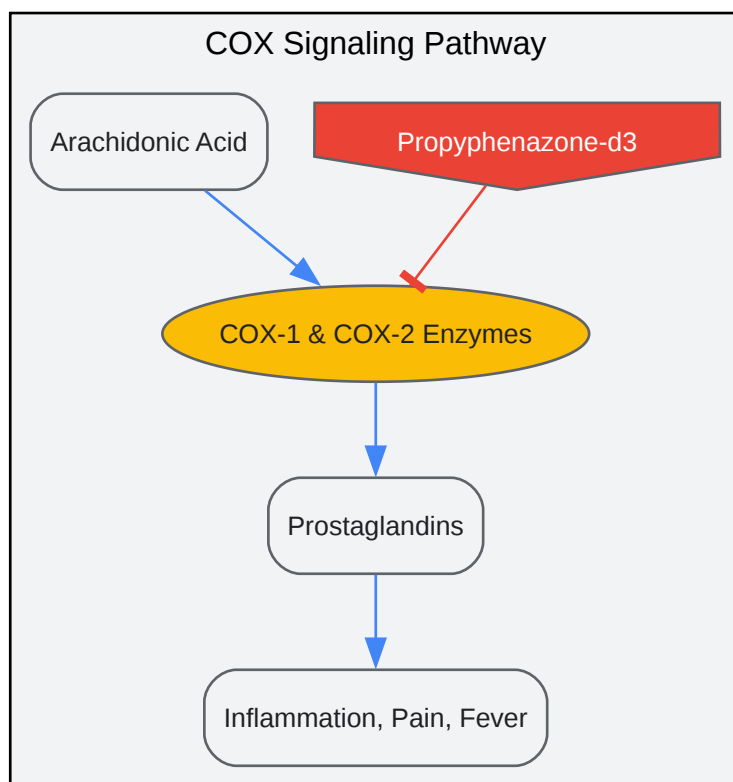 COX Signaling Pathway
Arachidonic Acid
Propyphenazone-d3
COX-1 & COX-2 Enzymes
Prostaglandins
Inflammation, Pain, Fever